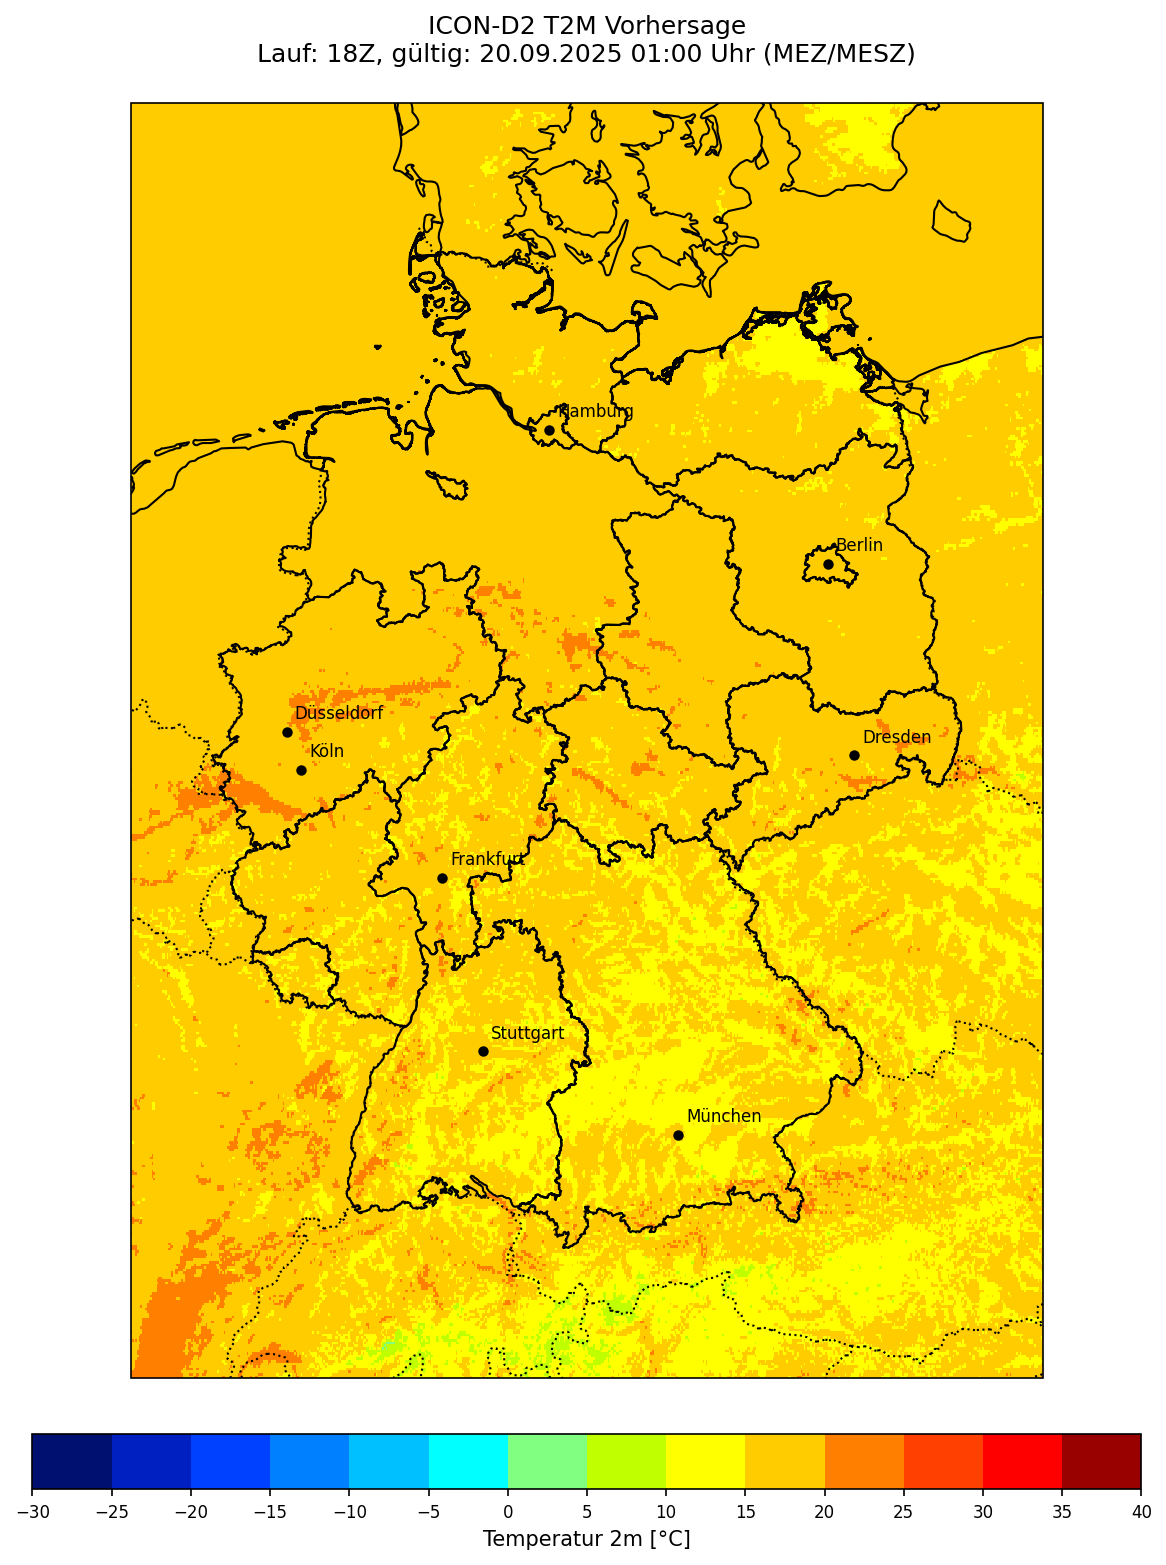 ICON-D2 T2M Vorhersage
Lauf: 18Z, gültig: 20.09.2025 01:00 Uhr (MEZ/MESZ)
Hamburg
Berlin
Düsseldorf
Dresden
Köln
Frankfurt
Stuttgart
München
−30 −25 −20 −15 −10 −5 0 5 10 15 20 25 30 35 40
Temperatur 2m [°C]